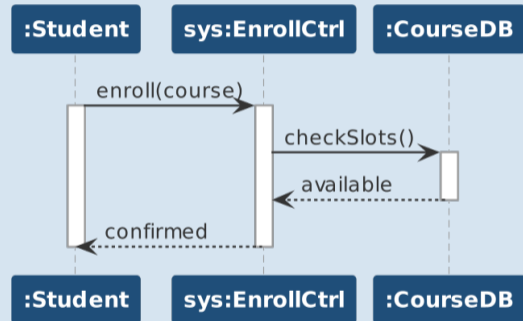 :Student sys:EnrollCtrl :CourseDB
enroll(course)
checkSlots()
available
confirmed
:Student sys:EnrollCtrl :CourseDB